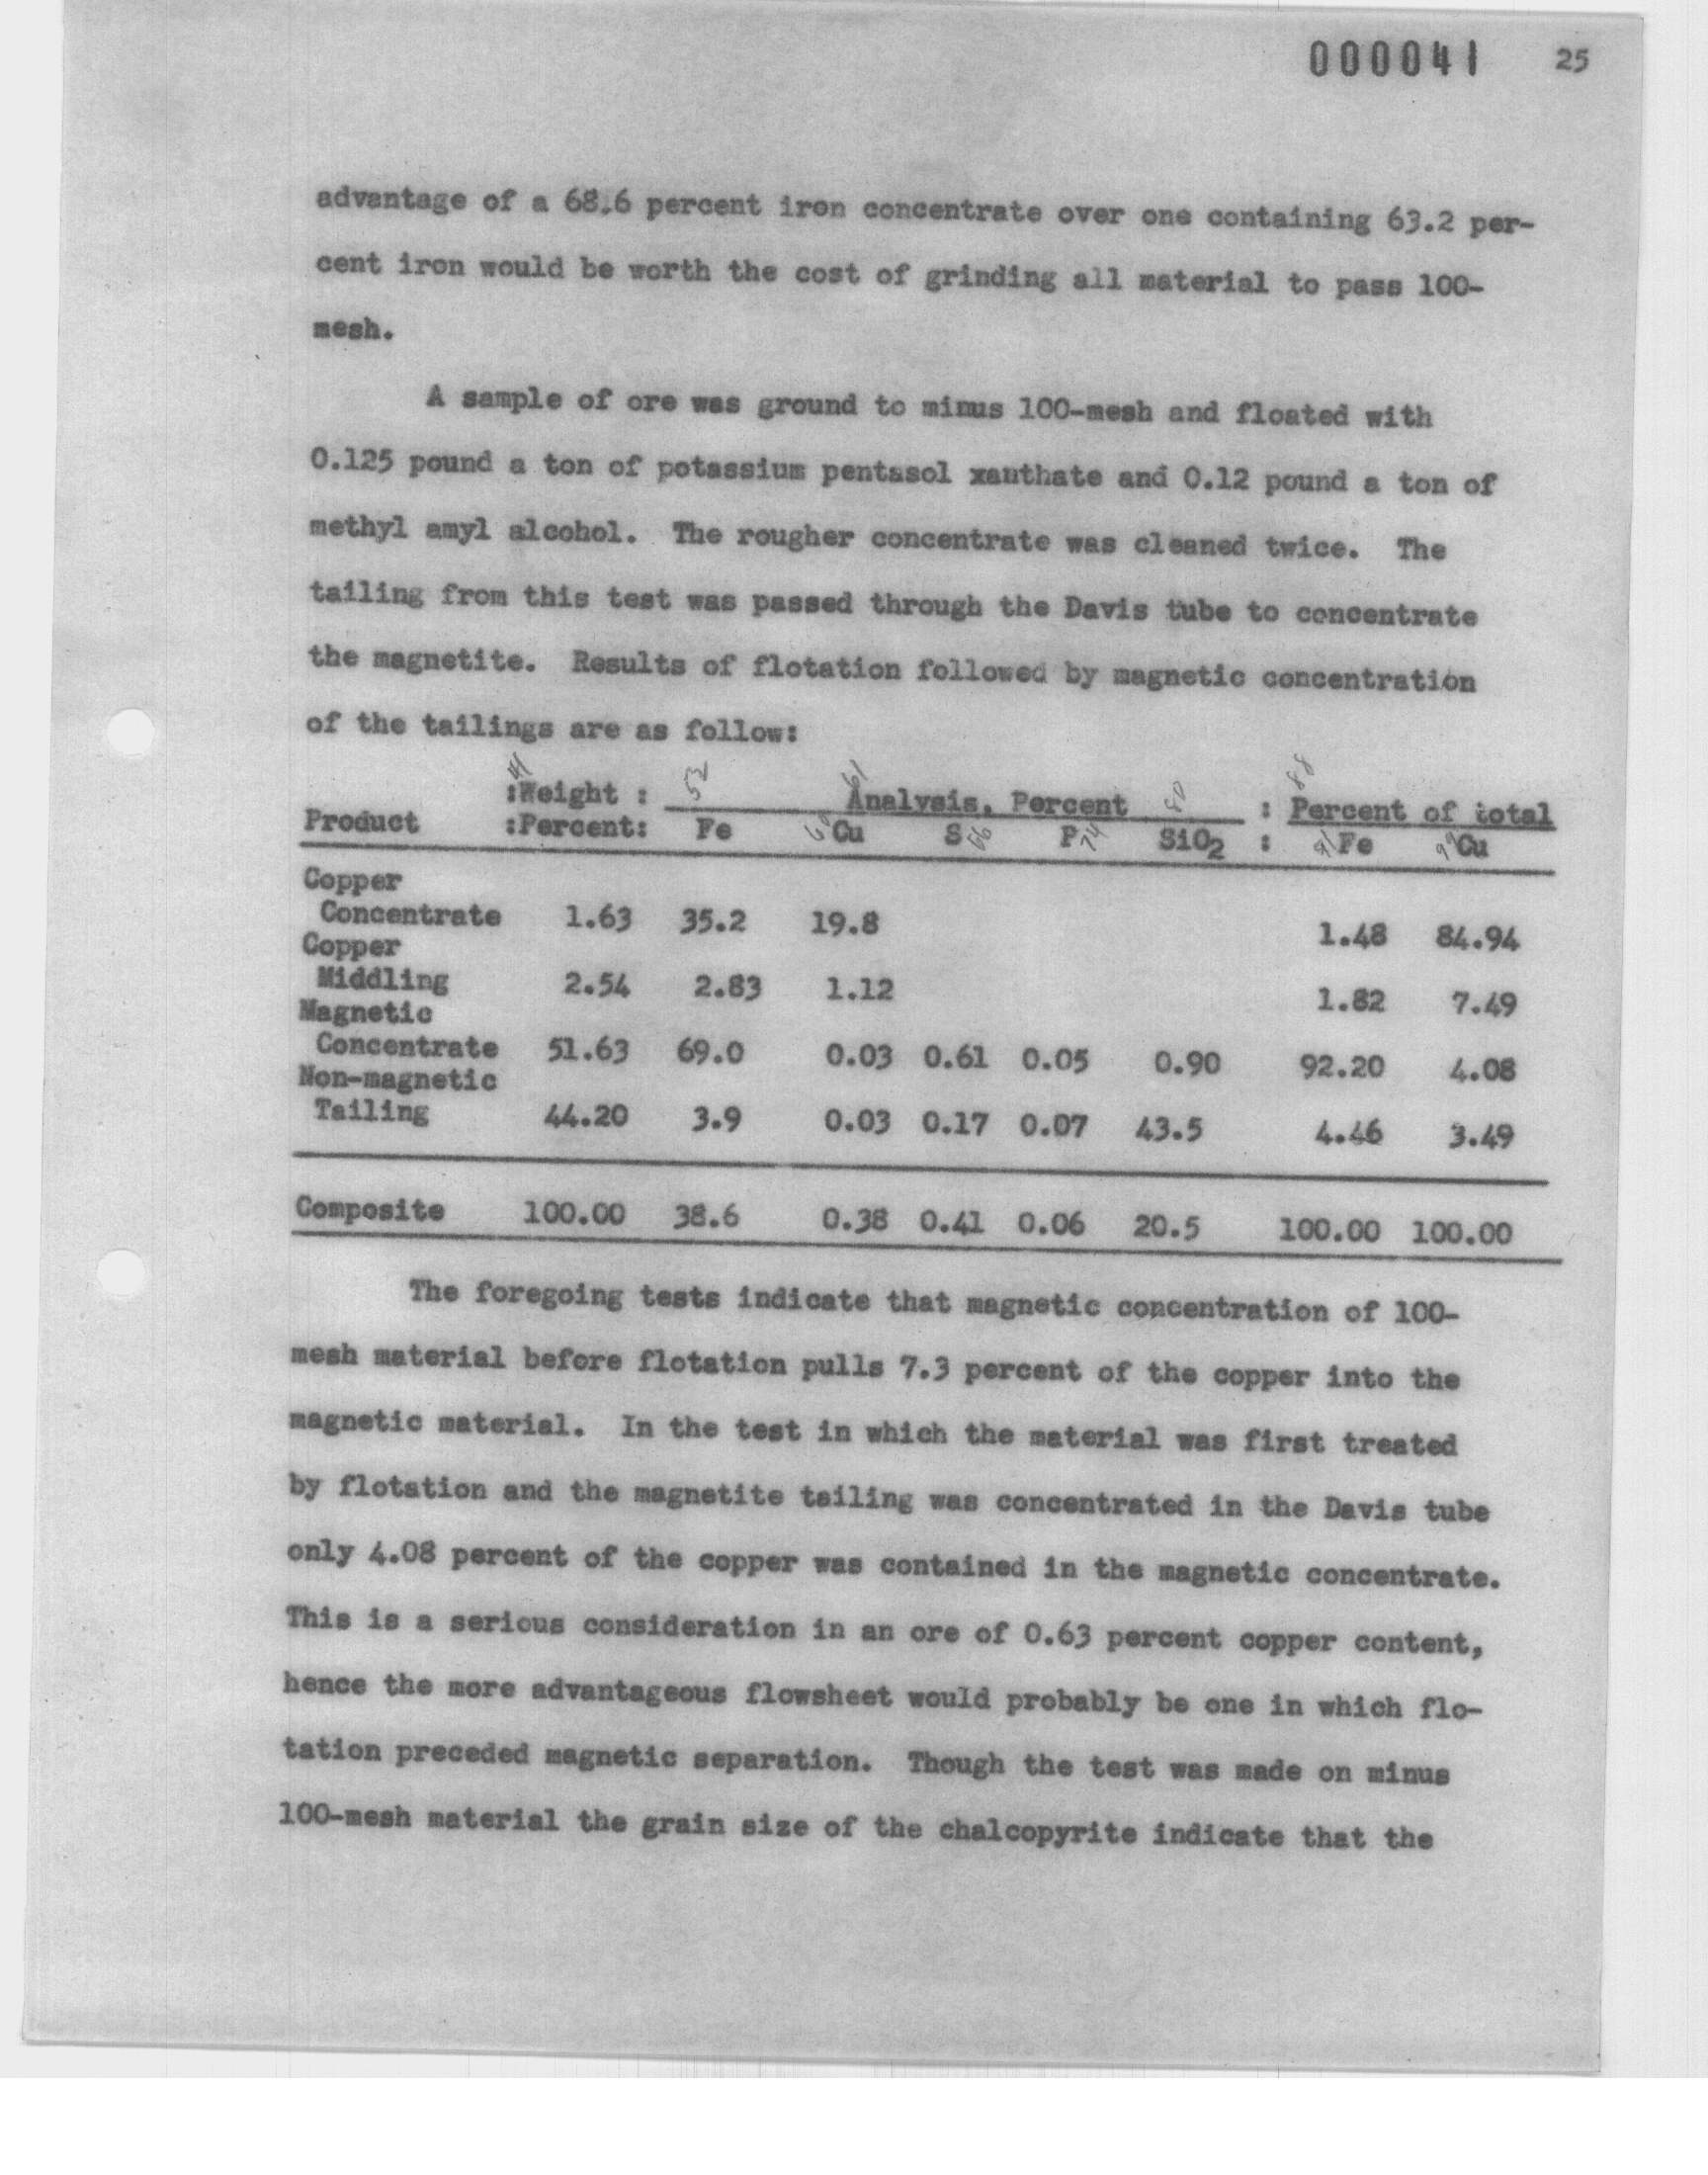 000041 25
advantage of a 68.6 percent iron concentrate over one containing 63.2 per-
cent iron would be worth the cost of grinding all material to pass 100-
mesh.
A sample of ore was ground to minus 100-mesh and floated with
0.125 pound a ton of potassium pentasol xanthate and 0.12 pound a ton of
methyl amyl alcohol. The rougher concentrate was cleaned twice. The
tailing from this test was passed through the Davis tube to concentrate
the magnetite. Results of flotation followed by magnetic concentration
of the tailings are as follow:
41 53 61 80 88
:Weight : Analysis, Percent : Percent of total
Product :Percent: Fe 60 Cu S 66 P 74 SiO2 : 91 Fe 99 Cu
Copper
Concentrate 1.63 35.2 19.8 1.48 84.94
Copper
Middling 2.54 2.83 1.12 1.82 7.49
Magnetic
Concentrate 51.63 69.0 0.03 0.61 0.05 0.90 92.20 4.08
Non-magnetic
Tailing 44.20 3.9 0.03 0.17 0.07 43.5 4.46 3.49
Composite 100.00 38.6 0.38 0.41 0.06 20.5 100.00 100.00
The foregoing tests indicate that magnetic concentration of 100-
mesh material before flotation pulls 7.3 percent of the copper into the
magnetic material. In the test in which the material was first treated
by flotation and the magnetite tailing was concentrated in the Davis tube
only 4.08 percent of the copper was contained in the magnetic concentrate.
This is a serious consideration in an ore of 0.63 percent copper content,
hence the more advantageous flowsheet would probably be one in which flo-
tation preceded magnetic separation. Though the test was made on minus
100-mesh material the grain size of the chalcopyrite indicate that the